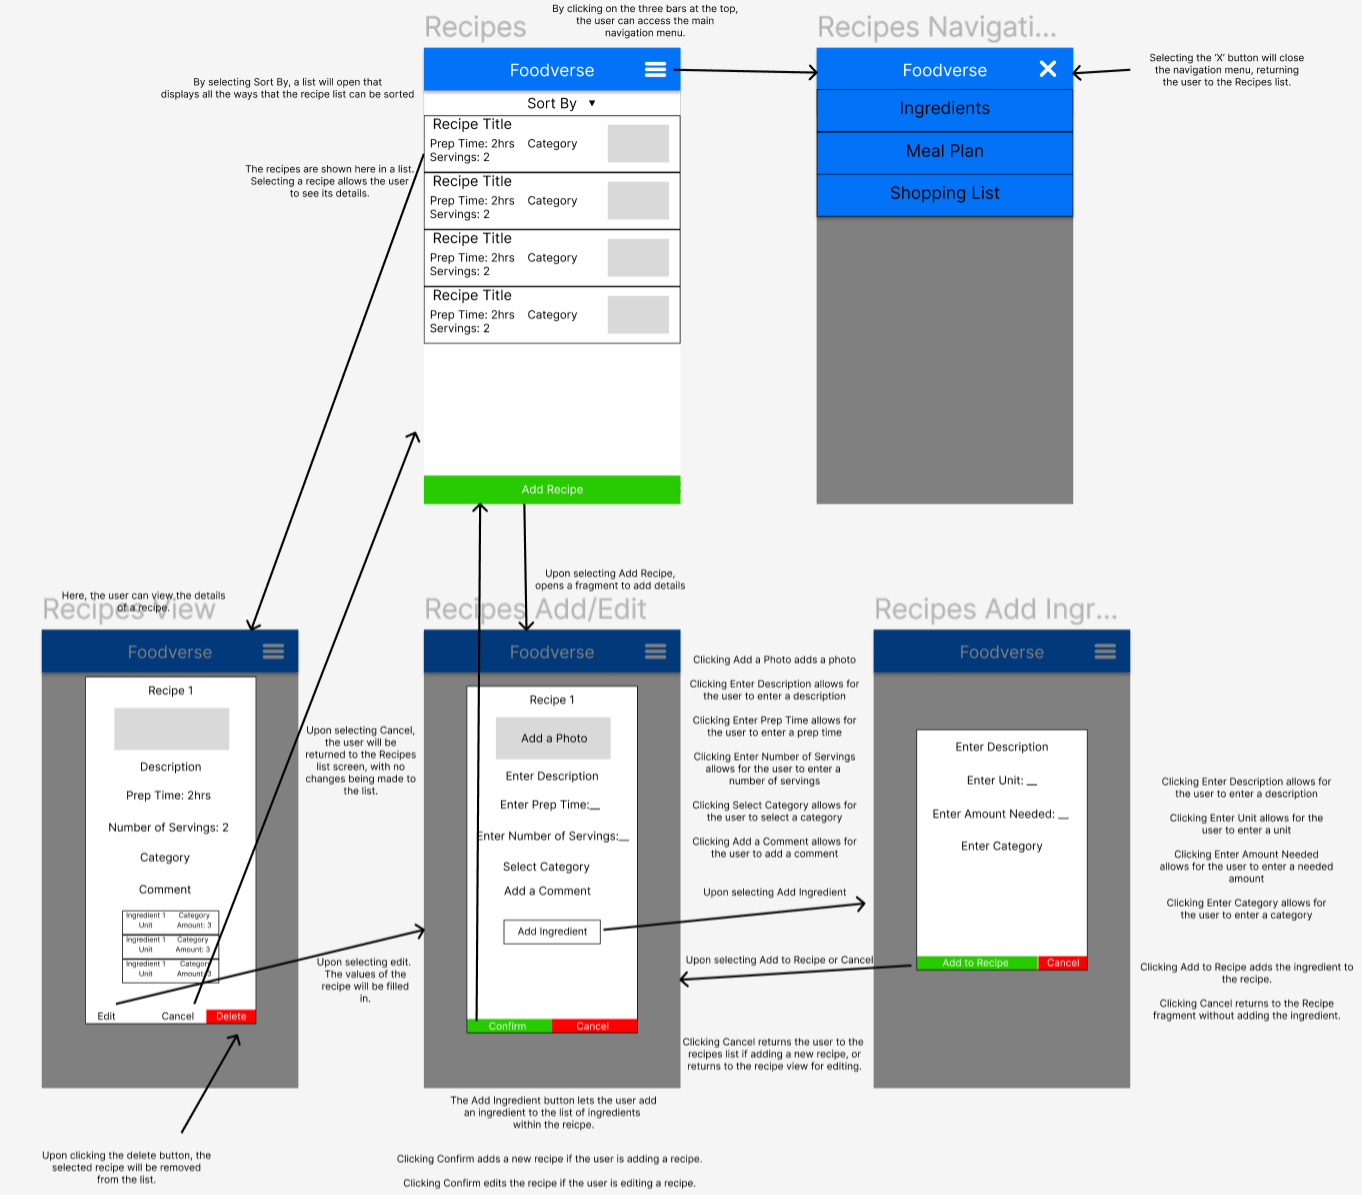 By clicking on the three bars at the top,
the user can access the main
navigation menu.
Recipes
Recipes Navigati...
Foodverse
Foodverse
Selecting the 'X' button will close
the navigation menu, returning
the user to the Recipes list.
By selecting Sort By, a list will open that
displays all the ways that the recipe list can be sorted
Sort By
Ingredients
Meal Plan
Shopping List
Recipe Title
Prep Time: 2hrs Category
Servings: 2
The recipes are shown here in a list.
Selecting a recipe allows the user
to see its details.
Recipe Title
Prep Time: 2hrs Category
Servings: 2
Recipe Title
Prep Time: 2hrs Category
Servings: 2
Recipe Title
Prep Time: 2hrs Category
Servings: 2
Add Recipe
Upon selecting Add Recipe,
opens a fragment to add details
Here, the user can view the details
of a recipe.
Recipes View
Recipes Add/Edit
Recipes Add Ingr...
Foodverse
Foodverse
Foodverse
Recipe 1
Description
Prep Time: 2hrs
Number of Servings: 2
Category
Comment
Ingredient 1 Category
Unit Amount: 3
Ingredient 1 Category
Unit Amount: 3
Ingredient 1 Category
Unit Amount: 3
Edit Cancel Delete
Upon selecting Cancel,
the user will be
returned to the Recipes
list screen, with no
changes being made to
the list.
Upon selecting edit.
The values of the
recipe will be filled
in.
Recipe 1
Add a Photo
Enter Description
Enter Prep Time:__
Enter Number of Servings:__
Select Category
Add a Comment
Add Ingredient
Confirm Cancel
Clicking Add a Photo adds a photo
Clicking Enter Description allows for
the user to enter a description
Clicking Enter Prep Time allows for
the user to enter a prep time
Clicking Enter Number of Servings
allows for the user to enter a
number of servings
Clicking Select Category allows for
the user to select a category
Clicking Add a Comment allows for
the user to add a comment
Upon selecting Add Ingredient
Upon selecting Add to Recipe or Cancel
Clicking Cancel returns the user to the
recipes list if adding a new recipe, or
returns to the recipe view for editing.
Enter Description
Enter Unit: __
Enter Amount Needed: __
Enter Category
Add to Recipe Cancel
Clicking Enter Description allows for
the user to enter a description
Clicking Enter Unit allows for the
user to enter a unit
Clicking Enter Amount Needed
allows for the user to enter a needed
amount
Clicking Enter Category allows for
the user to enter a category
Clicking Add to Recipe adds the ingredient to
the recipe.
Clicking Cancel returns to the Recipe
fragment without adding the ingredient.
The Add Ingredient button lets the user add
an ingredient to the list of ingredients
within the reicpe.
Upon clicking the delete button, the
selected recipe will be removed
from the list.
Clicking Confirm adds a new recipe if the user is adding a recipe.
Clicking Confirm edits the recipe if the user is editing a recipe.